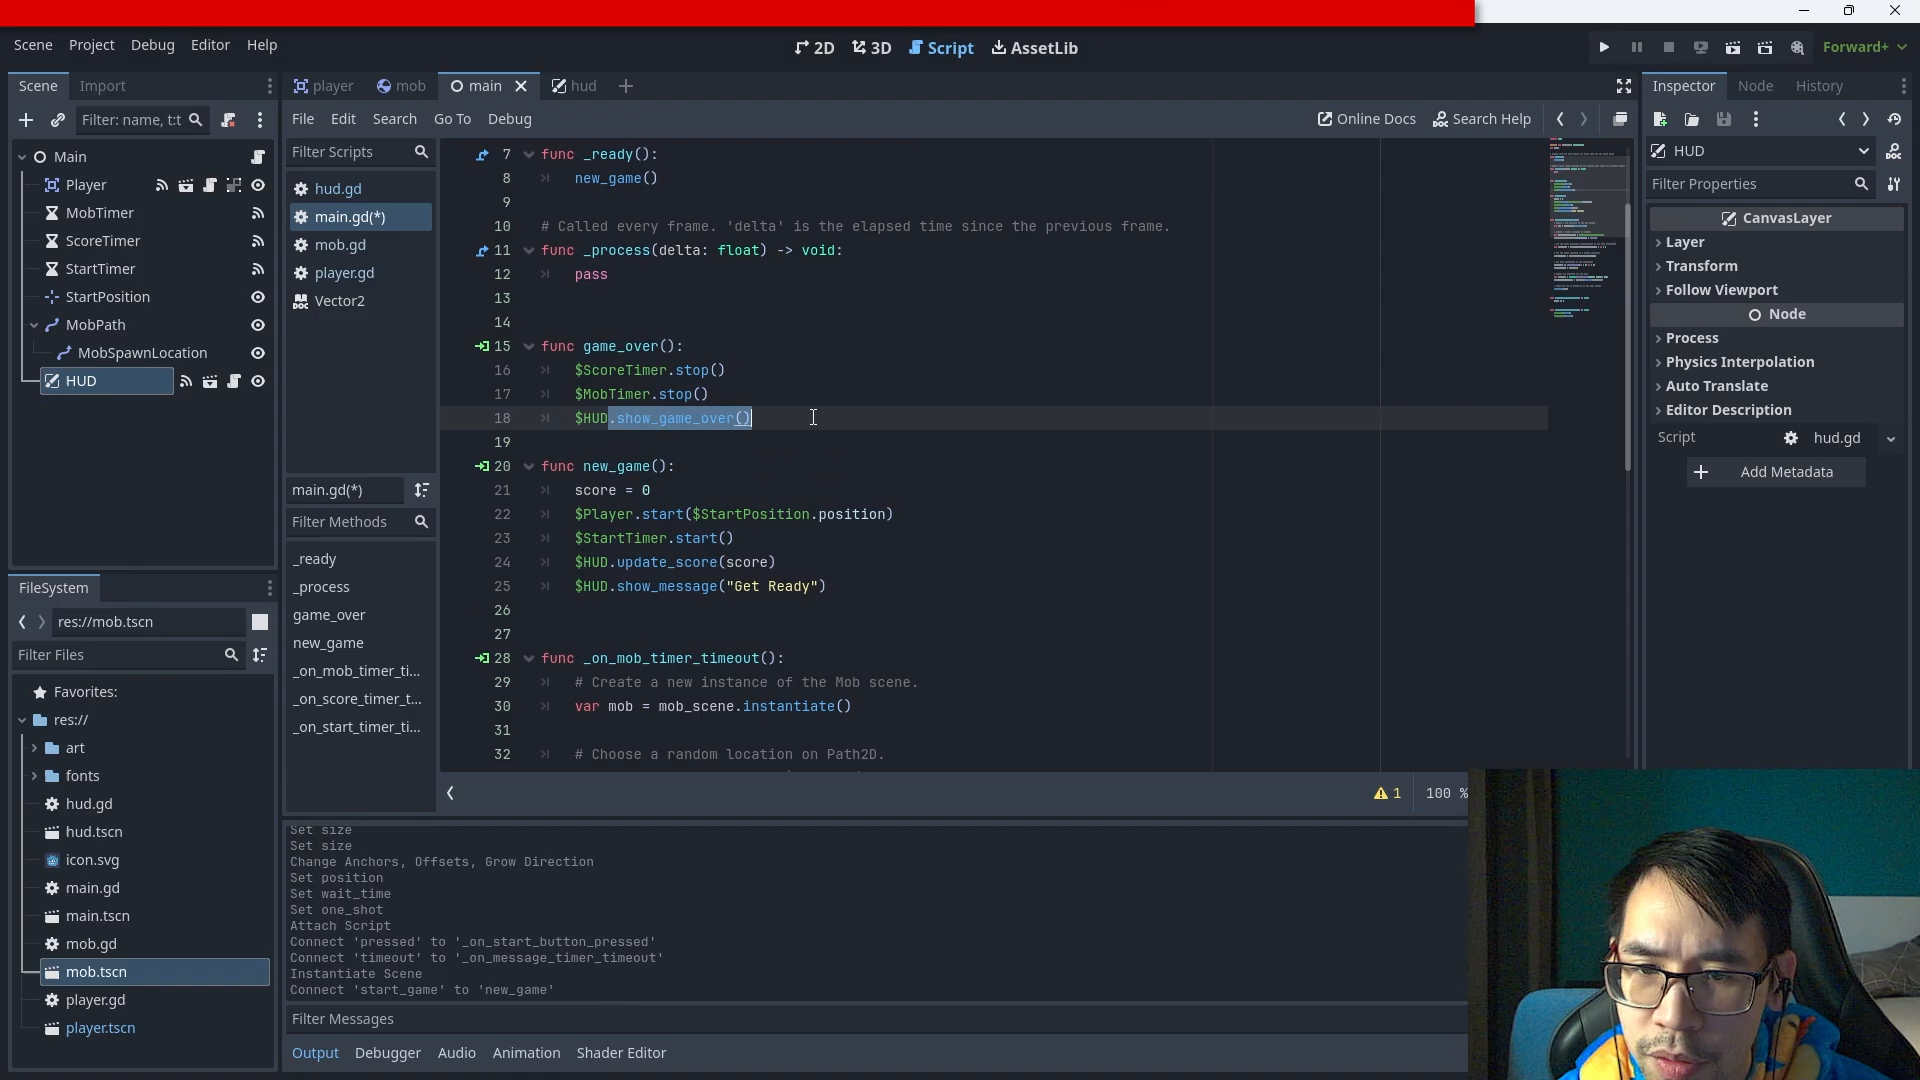 Scene Project Debug Editor Help
2D 3D Script AssetLib
Forward+
Scene Import
Filter: name, t:t
Main
Player
MobTimer
ScoreTimer
StartTimer
StartPosition
MobPath
MobSpawnLocation
HUD
FileSystem
res://mob.tscn
Filter Files
Favorites:
res://
art
fonts
hud.gd
hud.tscn
icon.svg
main.gd
main.tscn
mob.gd
mob.tscn
player.gd
player.tscn
player mob main hud
File Edit Search Go To Debug
Online Docs Search Help
Filter Scripts
hud.gd
main.gd(*)
mob.gd
player.gd
Vector2
main.gd(*)
Filter Methods
_ready
_process
game_over
new_game
_on_mob_timer_ti...
_on_score_timer_t...
_on_start_timer_ti...
7 func _ready():
8 new_game()
9
10 # Called every frame. 'delta' is the elapsed time since the previous frame.
11 func _process(delta: float) -> void:
12 pass
13
14
15 func game_over():
16 $ScoreTimer.stop()
17 $MobTimer.stop()
18 $HUD.show_game_over()
19
20 func new_game():
21 score = 0
22 $Player.start($StartPosition.position)
23 $StartTimer.start()
24 $HUD.update_score(score)
25 $HUD.show_message("Get Ready")
26
27
28 func _on_mob_timer_timeout():
29 # Create a new instance of the Mob scene.
30 var mob = mob_scene.instantiate()
31
32 # Choose a random location on Path2D.
1 100 %
Set size
Set size
Change Anchors, Offsets, Grow Direction
Set position
Set wait_time
Set one_shot
Attach Script
Connect 'pressed' to '_on_start_button_pressed'
Connect 'timeout' to '_on_message_timer_timeout'
Instantiate Scene
Connect 'start_game' to 'new_game'
Filter Messages
Output Debugger Audio Animation Shader Editor
Inspector Node History
HUD
Filter Properties
CanvasLayer
Layer
Transform
Follow Viewport
Node
Process
Physics Interpolation
Auto Translate
Editor Description
Script hud.gd
Add Metadata